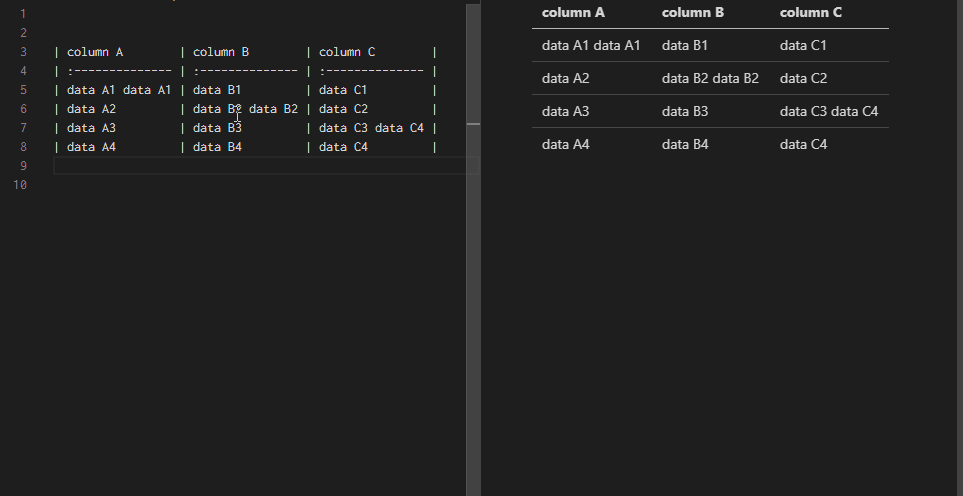 1
2
3 | column A | column B | column C |
4 | :-------------- | :-------------- | :-------------- |
5 | data A1 data A1 | data B1 | data C1 |
6 | data A2 | data B2 data B2 | data C2 |
7 | data A3 | data B3 | data C3 data C4 |
8 | data A4 | data B4 | data C4 |
9
10
column A column B column C
data A1 data A1 data B1 data C1
data A2 data B2 data B2 data C2
data A3 data B3 data C3 data C4
data A4 data B4 data C4